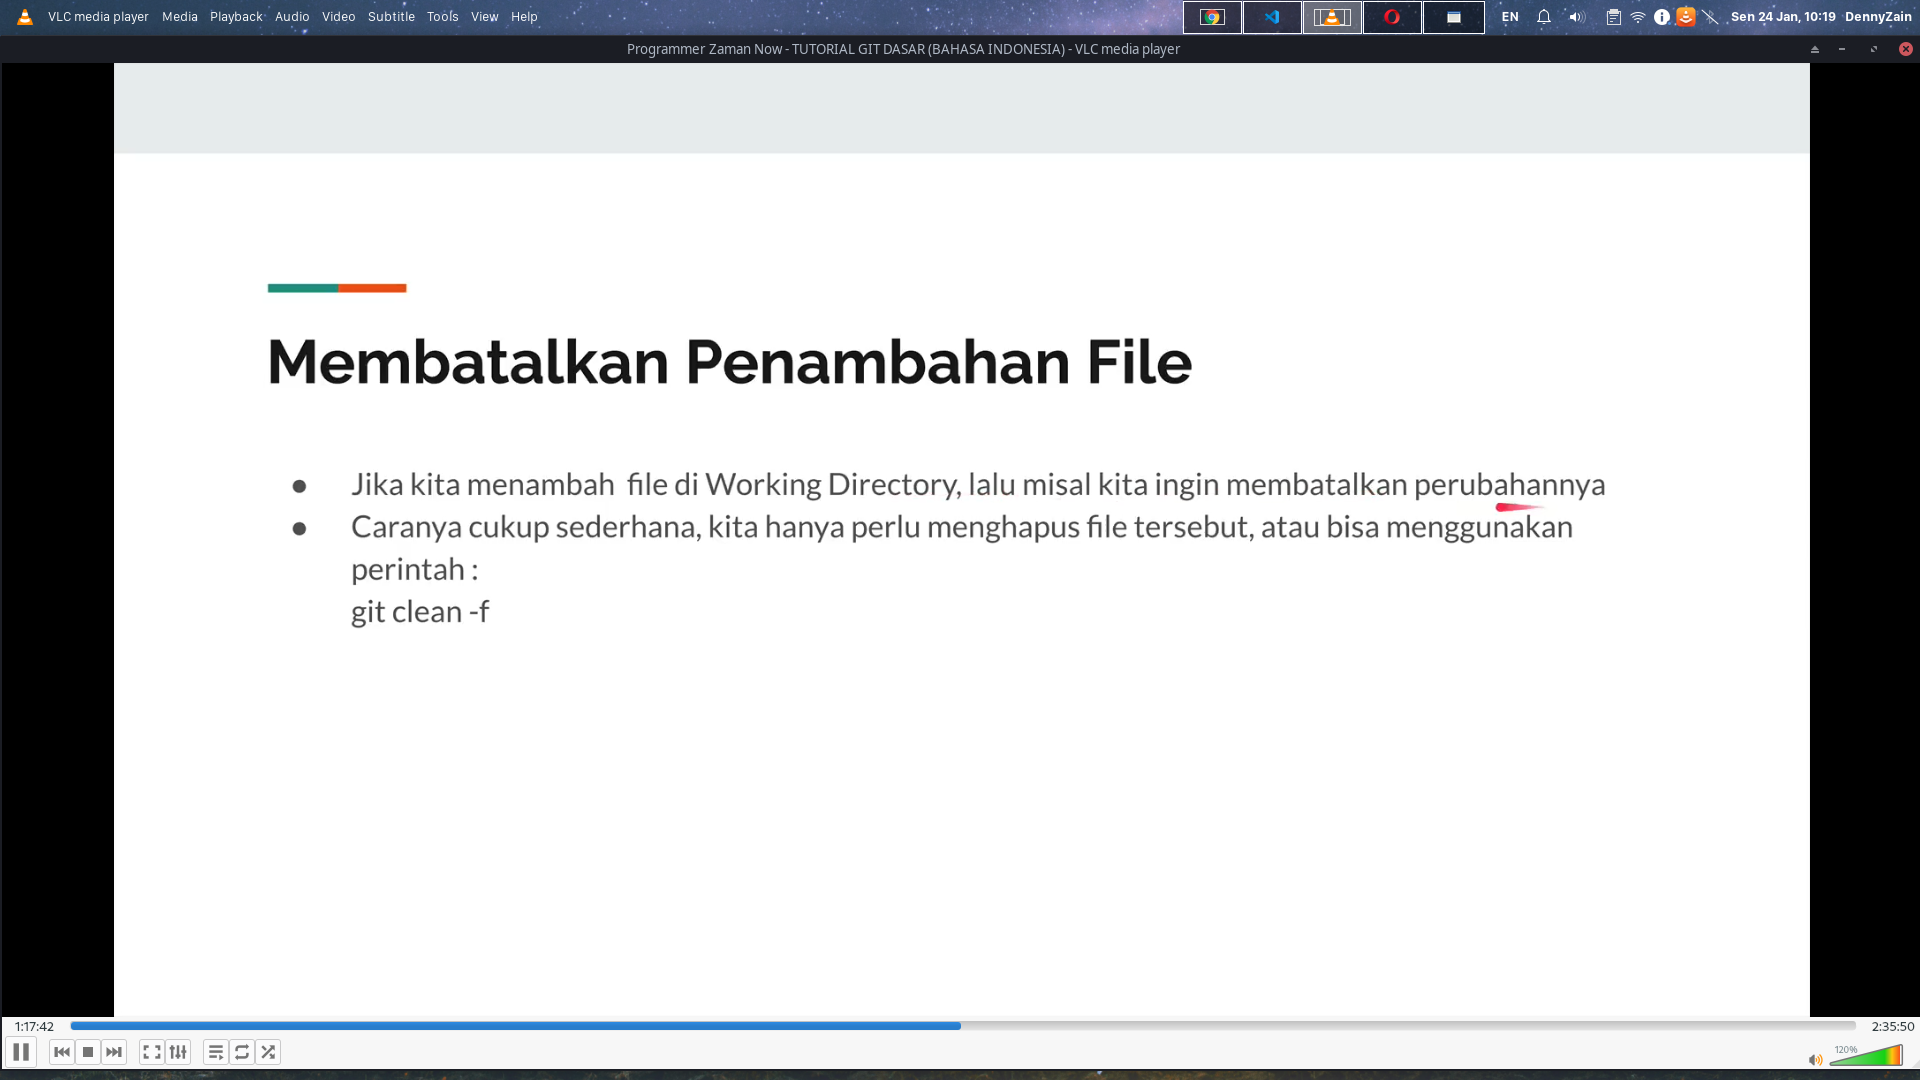 VLC media player Media Playback Audio Video Subtitle Tools View Help EN Sen 24 Jan, 10:19 DennyZain
Programmer Zaman Now - TUTORIAL GIT DASAR (BAHASA INDONESIA) - VLC media player
Membatalkan Penambahan File
● Jika kita menambah file di Working Directory, lalu misal kita ingin membatalkan perubahannya
● Caranya cukup sederhana, kita hanya perlu menghapus file tersebut, atau bisa menggunakan
perintah :
git clean -f
1:17:42 2:35:50
120%